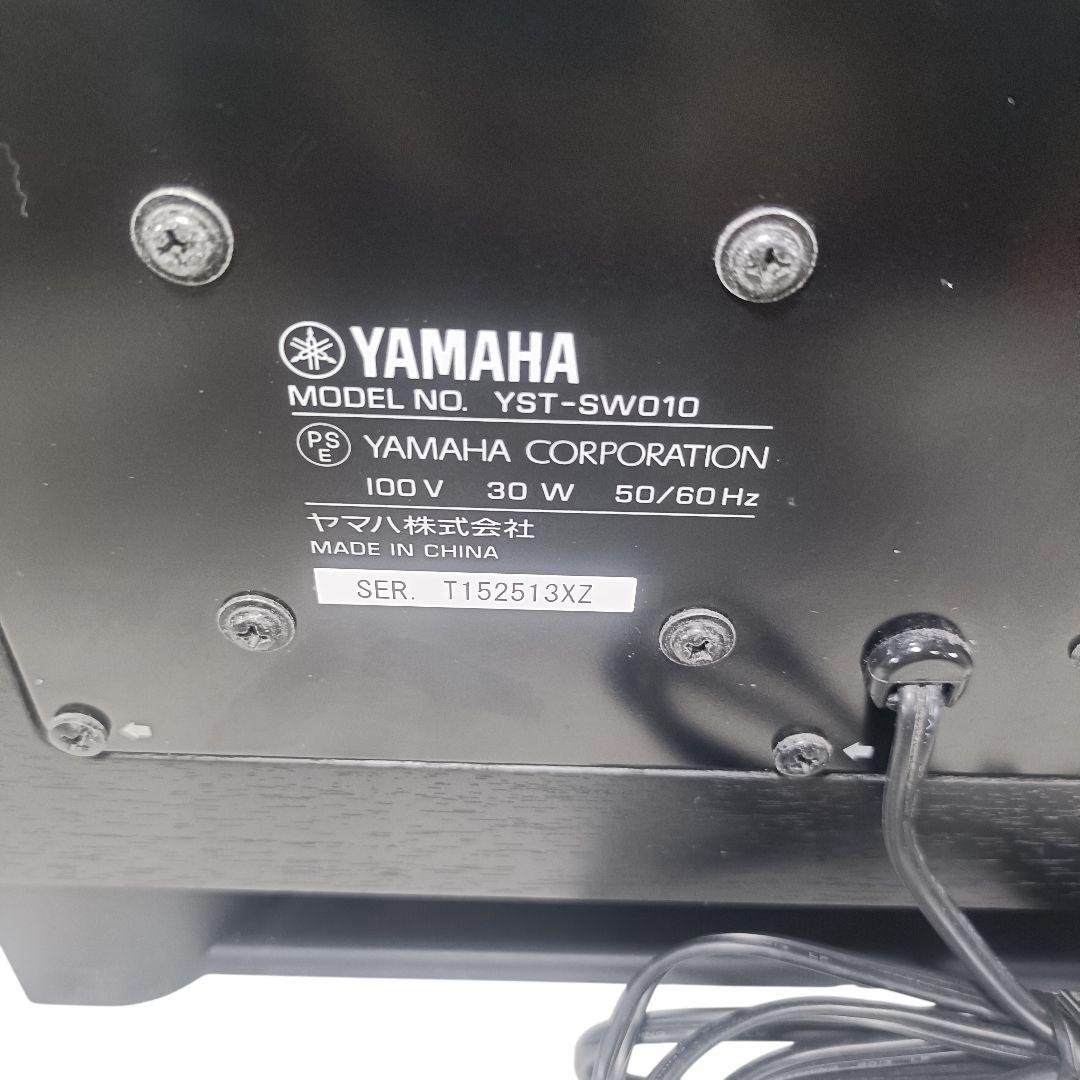 YAMAHA
MODEL NO. YST-SW010
PSE YAMAHA CORPORATION
100 V 30 W 50/60 Hz
ヤマハ株式会社
MADE IN CHINA
SER. T152513XZ